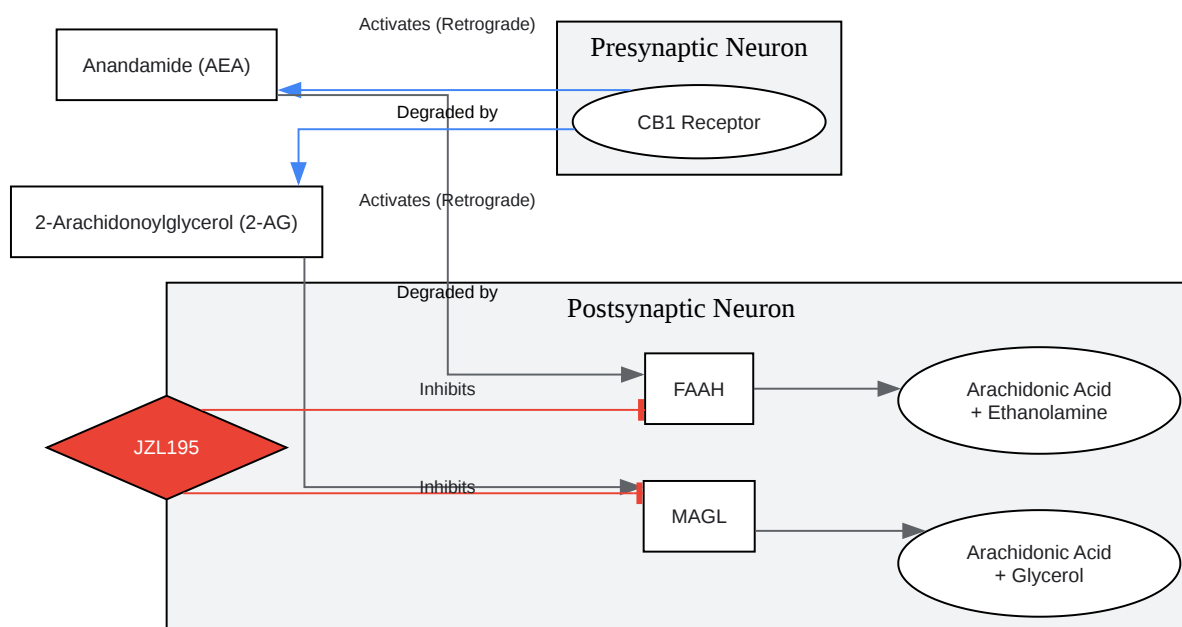 Activates (Retrograde)
Presynaptic Neuron
Anandamide (AEA)
Degraded by
CB1 Receptor
Activates (Retrograde)
2-Arachidonoylglycerol (2-AG)
Degraded by
Postsynaptic Neuron
Inhibits
FAAH
Arachidonic Acid
+ Ethanolamine
JZL195
Inhibits
MAGL
Arachidonic Acid
+ Glycerol